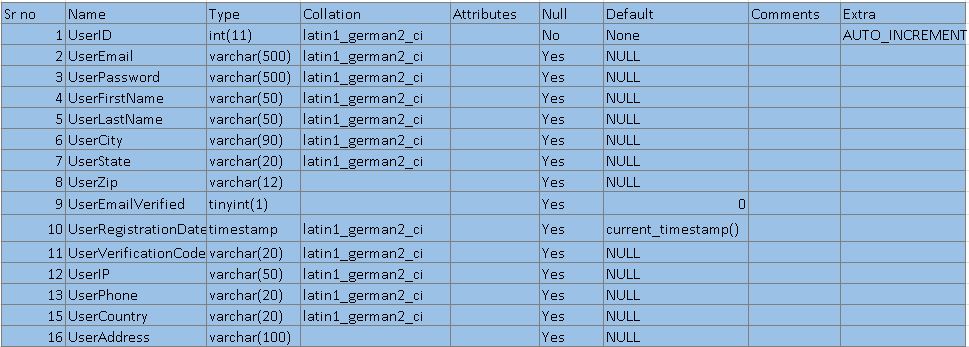 Sr no Name Type Collation Attributes Null Default Comments Extra
1 UserID int(11) latin1_german2_ci No None AUTO_INCREMENT
2 UserEmail varchar(500) latin1_german2_ci Yes NULL
3 UserPassword varchar(500) latin1_german2_ci Yes NULL
4 UserFirstName varchar(50) latin1_german2_ci Yes NULL
5 UserLastName varchar(50) latin1_german2_ci Yes NULL
6 UserCity varchar(90) latin1_german2_ci Yes NULL
7 UserState varchar(20) latin1_german2_ci Yes NULL
8 UserZip varchar(12) Yes NULL
9 UserEmailVerified tinyint(1) Yes 0
10 UserRegistrationDate timestamp latin1_german2_ci Yes current_timestamp()
11 UserVerificationCode varchar(20) latin1_german2_ci Yes NULL
12 UserIP varchar(50) latin1_german2_ci Yes NULL
13 UserPhone varchar(20) latin1_german2_ci Yes NULL
15 UserCountry varchar(20) latin1_german2_ci Yes NULL
16 UserAddress varchar(100) Yes NULL